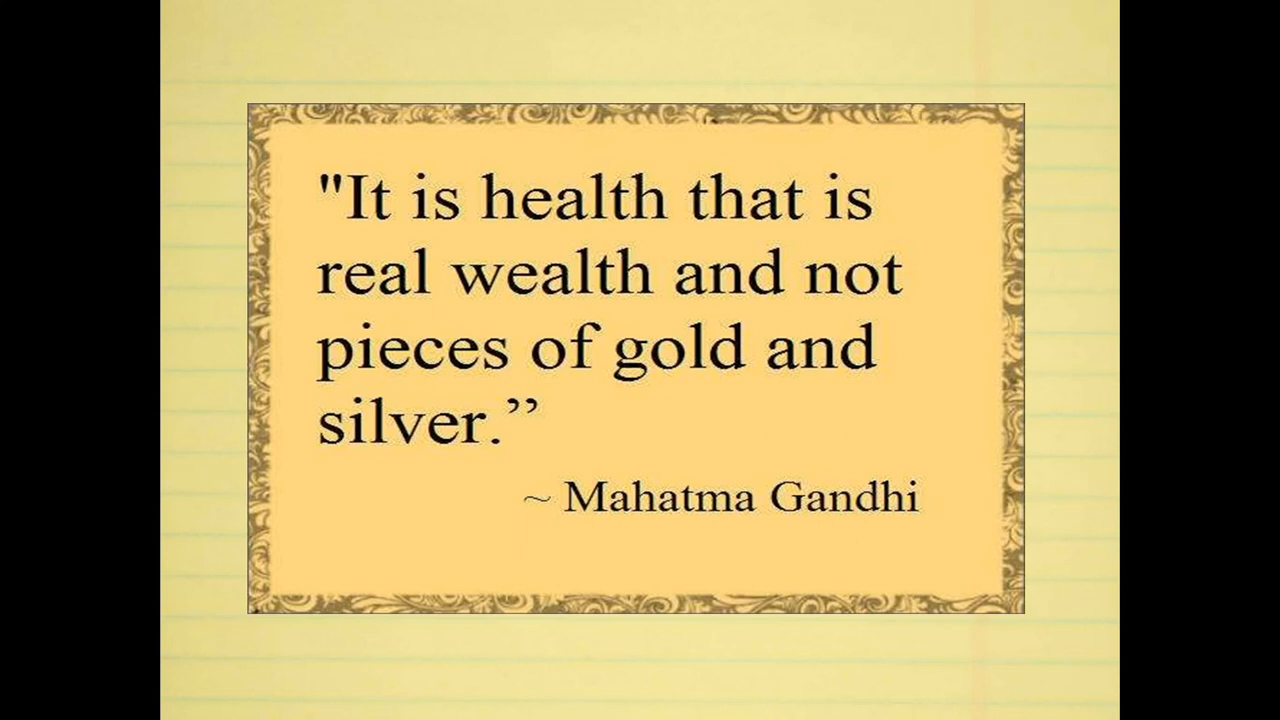 "It is health that is
real wealth and not
pieces of gold and
silver.’’
~ Mahatma Gandhi